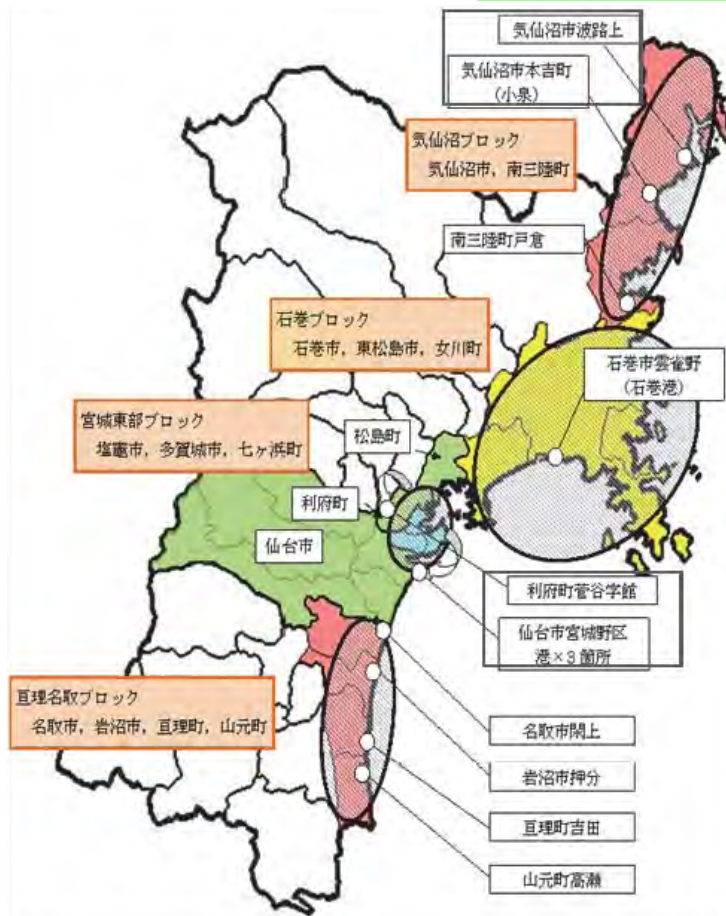 気仙沼市波路上
気仙沼市本吉町
(小泉)
気仙沼ブロック
気仙沼市，南三陸町
南三陸町戸倉
石巻ブロック
石巻市，東松島市，女川町
石巻市雲雀野
(石巻港)
宮城東部ブロック
塩竈市，多賀城市，七ヶ浜町
松島町
利府町
仙台市
利府町菅谷字館
仙台市宮城野区
港×3箇所
亘理名取ブロック
名取市，岩沼市，亘理町，山元町
名取市閖上
岩沼市押分
亘理町吉田
山元町高瀬